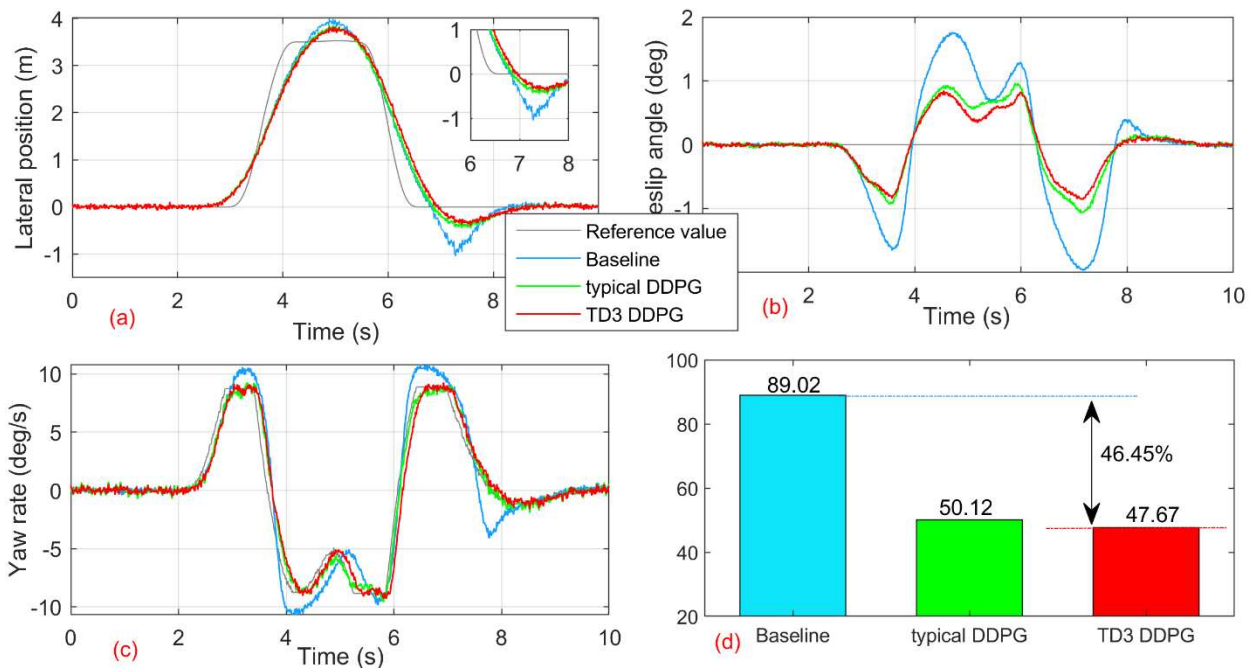 Lateral position (m)
4
3
2
1
0
-1
0
2
4
6
8
Time (s)
(a)
1
0
-1
6
7
8
Reference value
Baseline
typical DDPG
TD3 DDPG
eslip angle (deg)
2
1
0
-1
2
4
6
8
10
Time (s)
(b)
Yaw rate (deg/s)
10
5
0
-5
-10
0
2
4
6
8
10
Time (s)
(c)
100
80
60
40
20
89.02
50.12
47.67
46.45%
Baseline
typical DDPG
TD3 DDPG
(d)